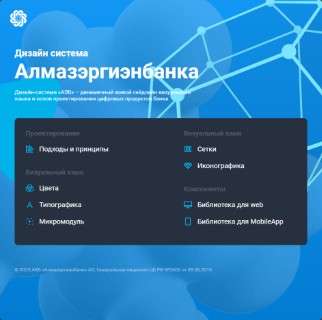 Дизайн система
Алмазэргиэнбанка
Дизайн-система «АЭБ» – динамичный живой гайдлайн визуального
языка и основ проектирования цифровых продуктов банка
Проектирование
Подходы и принципы
Визуальный язык
Цвета
Типографика
Микромодуль
Визуальный язык
Сетки
Иконографика
Компоненты
Библиотека для web
Библиотека для MobileApp
© 2023 АКБ «Алмазэргиэнбанк» АО. Генеральная лицензия ЦБ РФ